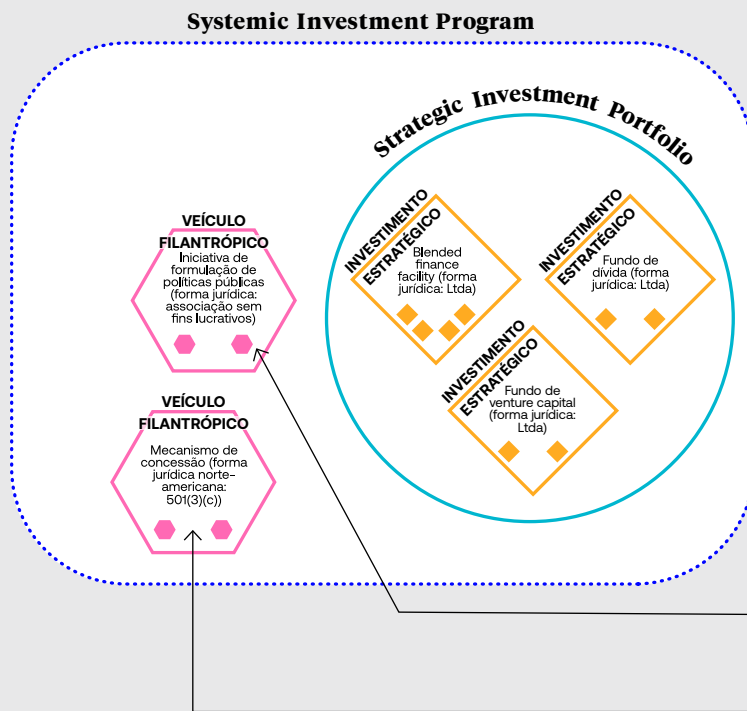 Systemic Investment Program
Strategic Investment Portfolio
VEÍCULO
FILANTRÓPICO
Iniciativa de
formulação de
políticas públicas
(forma jurídica:
associação sem
fins lucrativos)
VEÍCULO
FILANTRÓPICO
Mecanismo de
concessão (forma
jurídica norte-
americana:
501(3)(c))
INVESTIMENTO
ESTRATÉGICO
Blended
finance
facility (forma
jurídica: Ltda)
INVESTIMENTO
ESTRATÉGICO
Fundo de
dívida (forma
jurídica: Ltda)
INVESTIMENTO
ESTRATÉGICO
Fundo de
venture capital
(forma jurídica:
Ltda)